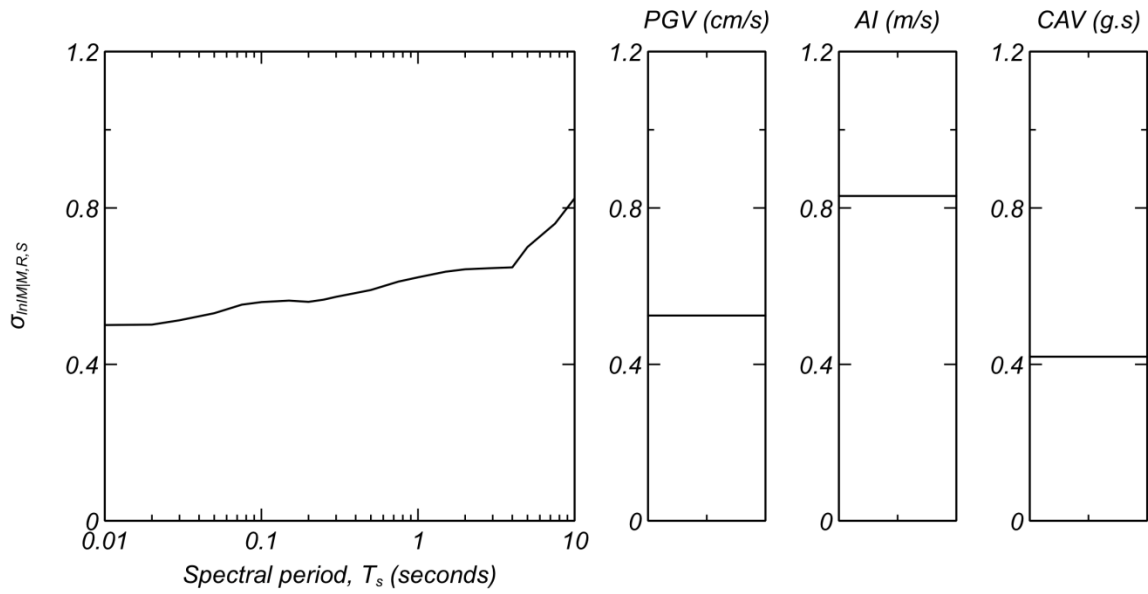 PGV (cm/s) AI (m/s) CAV (g.s)
1.2 1.2 1.2 1.2
0.8 0.8 0.8 0.8
σlnIM|M,R,S
0.4 0.4 0.4 0.4
0 0 0 0
0.01 0.1 1 10
Spectral period, Ts (seconds)